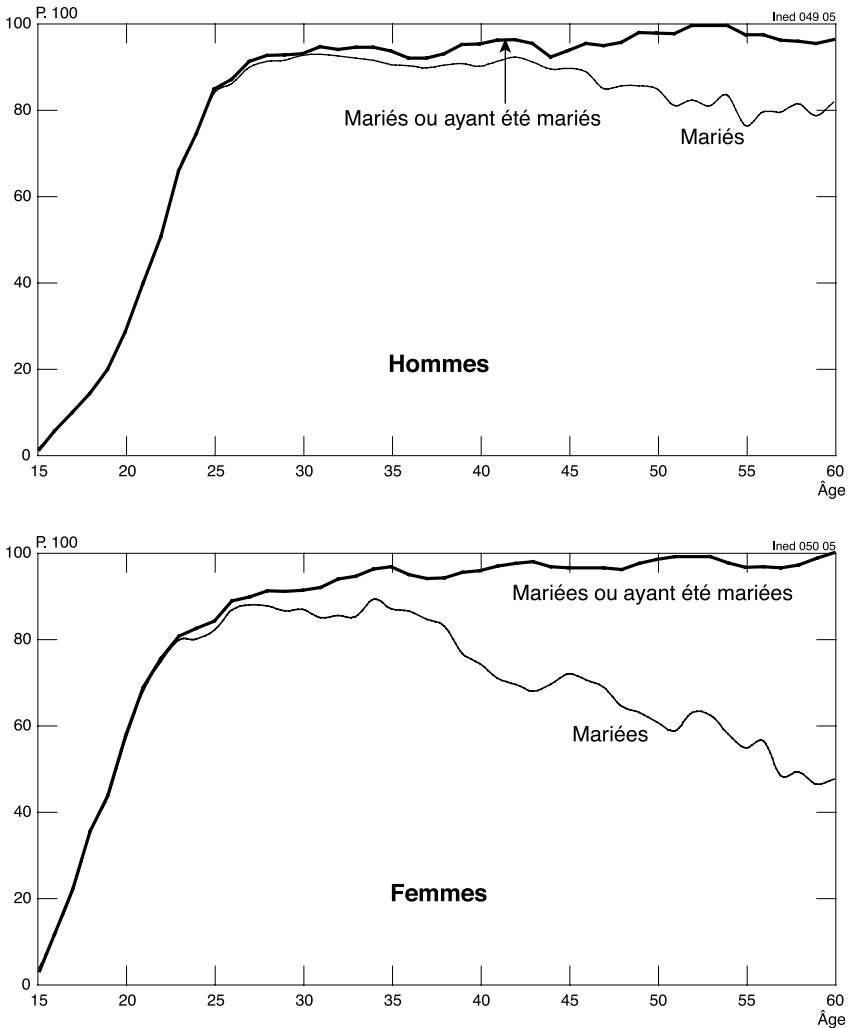 P. 100
Ined 049 05
100
80
60
40
20
0
Mariés ou ayant été mariés
Mariés
Hommes
15 20 25 30 35 40 45 50 55 60
Âge
P. 100
Ined 050 05
100
80
60
40
20
0
Mariées ou ayant été mariées
Mariées
Femmes
15 20 25 30 35 40 45 50 55 60
Âge